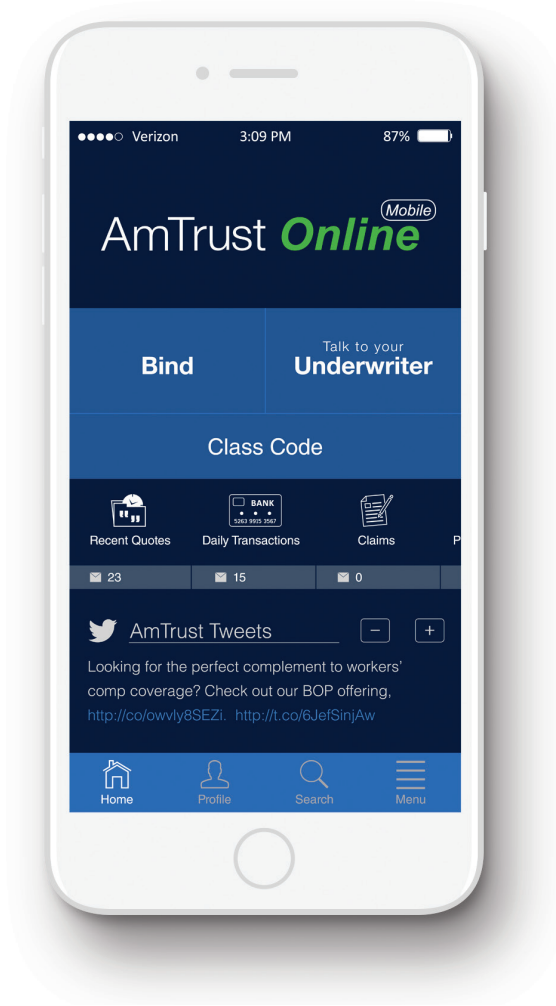 Verizon 3:09 PM 87%
AmTrust Online Mobile
Bind
Talk to your
Underwriter
Class Code
BANK
5263 9935 3567
Recent Quotes Daily Transactions Claims P
23 15 0
AmTrust Tweets − +
Looking for the perfect complement to workers'
comp coverage? Check out our BOP offering,
http://co/owvly8SEZi. http://t.co/6JefSinjAw
Home Profile Search Menu